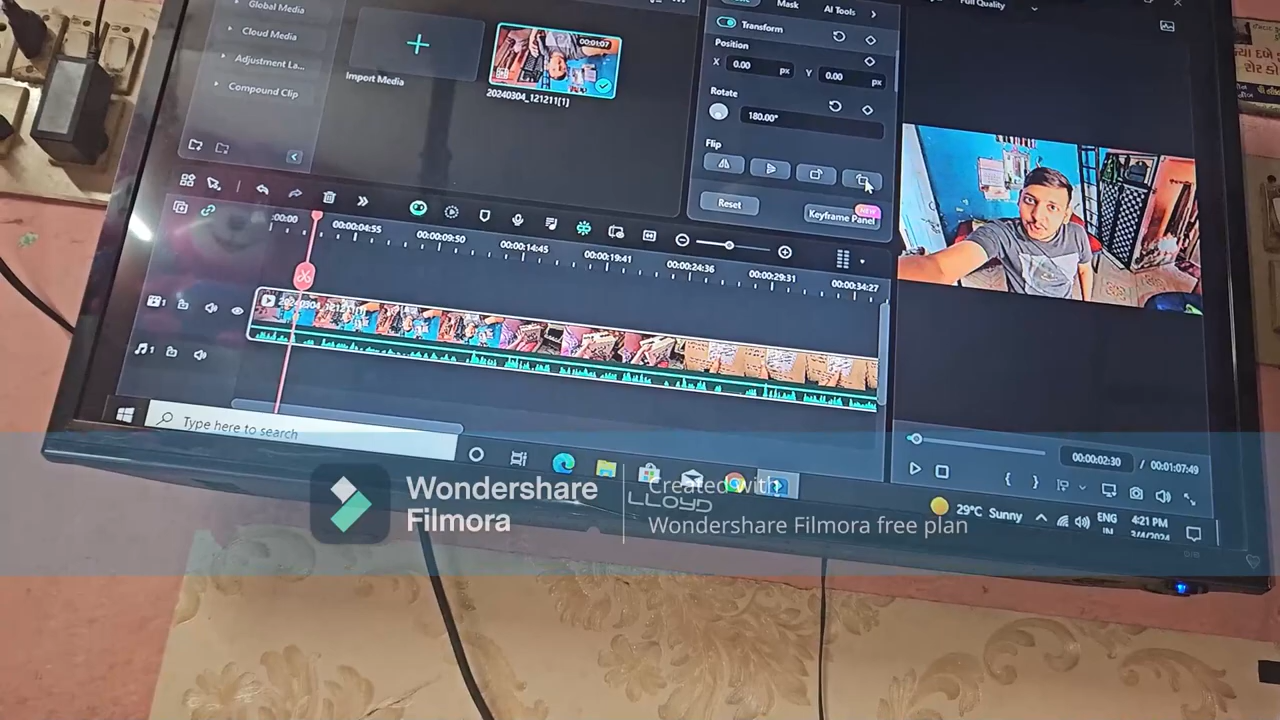 Global Media
Cloud Media
Adjustment La...
Compound Clip
Import Media
00:01:07
20240304_121211[1]
Mask
AI Tools
Transform
Position
X 0.00 px Y 0.00 px
Rotate
180.00°
Flip
Reset
NEW
Keyframe Panel
Full Quality
:00:00 00:00:04:55 00:00:09:50 00:00:14:45 00:00:19:41 00:00:24:36 00:00:29:31 00:00:34:27
1
1
Type here to search
00:00:02:30 / 00:01:07:49
29°C Sunny
ENG
IN
4:21 PM
3/4/2024
LLOYD
Wondershare
Filmora
Created with
Wondershare Filmora free plan